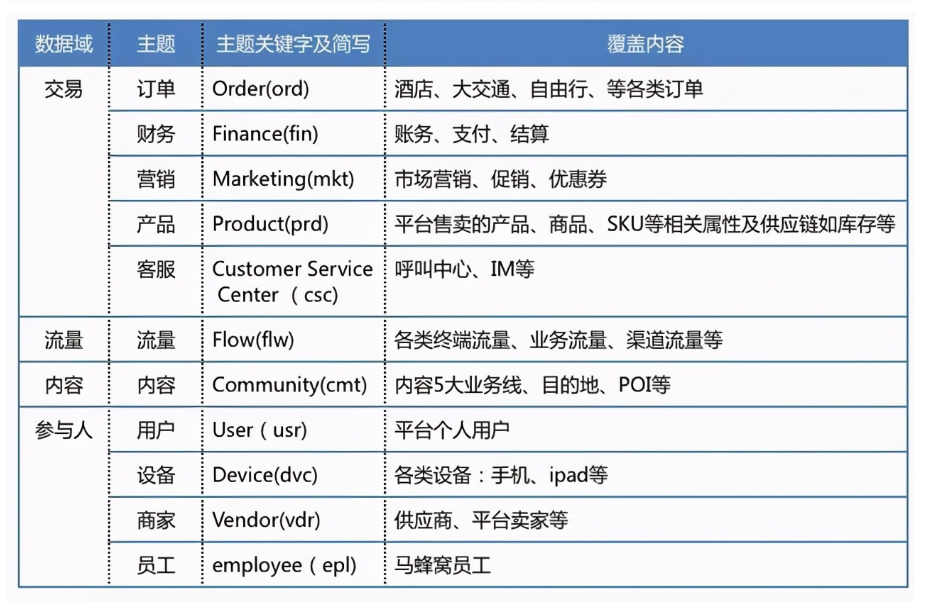 数据域 主题 主题关键字及简写 覆盖内容
交易 订单 Order(ord) 酒店、大交通、自由行、等各类订单
财务 Finance(fin) 账务、支付、结算
营销 Marketing(mkt) 市场营销、促销、优惠券
产品 Product(prd) 平台售卖的产品、商品、SKU等相关属性及供应链如库存等
客服 Customer Service 呼叫中心、IM等
Center （csc)
流量 流量 Flow(flw) 各类终端流量、业务流量、渠道流量等
内容 内容 Community(cmt) 内容5大业务线、目的地、POI等
参与人 用户 User（usr) 平台个人用户
设备 Device(dvc) 各类设备：手机、ipad等
商家 Vendor(vdr) 供应商、平台卖家等
员工 employee（epl) 马蜂窝员工